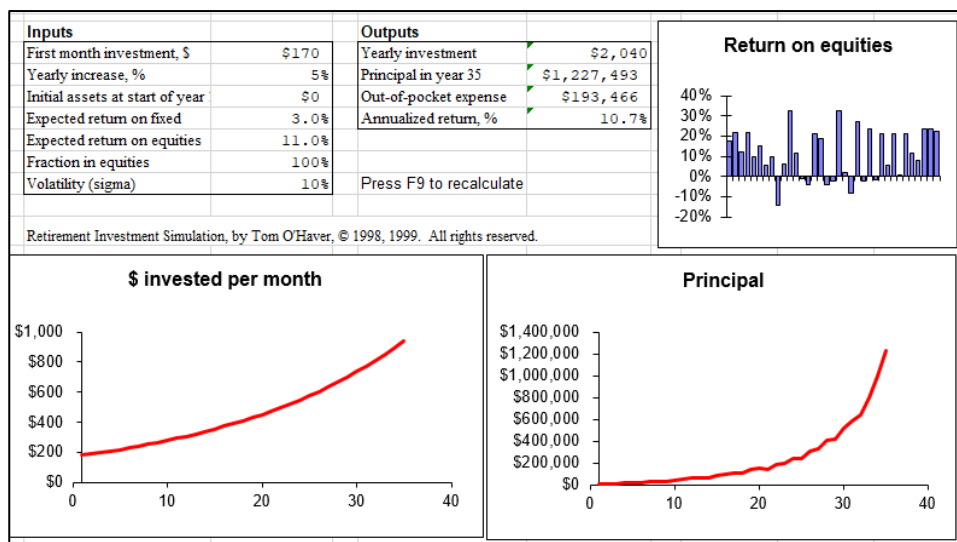 Inputs
First month investment, $ $170
Yearly increase, % 5%
Initial assets at start of year $0
Expected return on fixed 3.0%
Expected return on equities 11.0%
Fraction in equities 100%
Volatility (sigma) 10%
Outputs
Yearly investment $2,040
Principal in year 35 $1,227,493
Out-of-pocket expense $193,466
Annualized return, % 10.7%
Press F9 to recalculate
Retirement Investment Simulation, by Tom O'Haver, © 1998, 1999. All rights reserved.
Return on equities
40%
30%
20%
10%
0%
-10%
-20%
$ invested per month
$1,000
$800
$600
$400
$200
$0
0 10 20 30 40
Principal
$1,400,000
$1,200,000
$1,000,000
$800,000
$600,000
$400,000
$200,000
$0
0 10 20 30 40